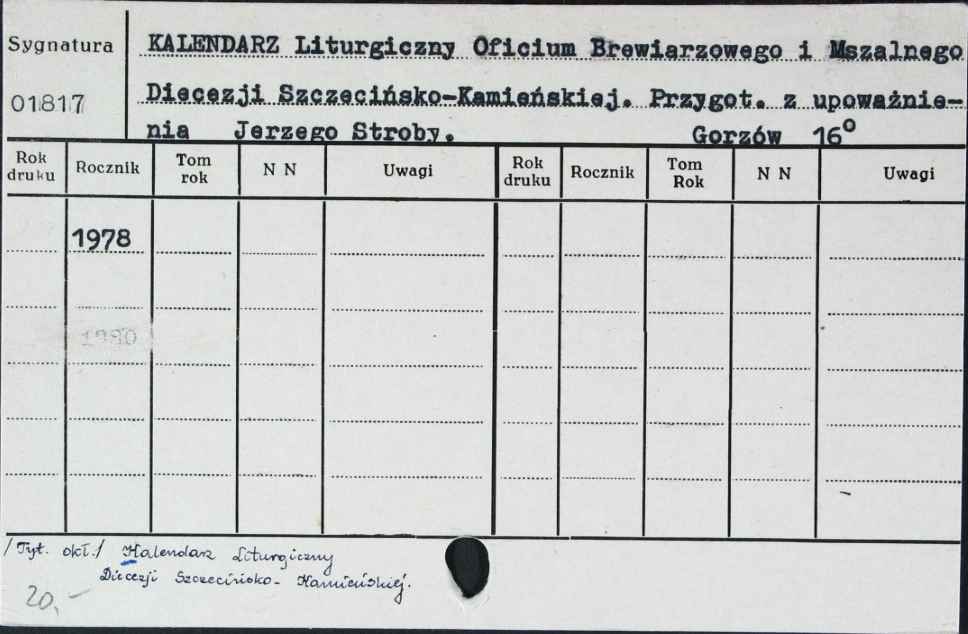 Sygnatura
01817
KALENDARZ Liturgiczny Oficium Brewiarzowego i Mszalnego
Diecezji Szczecińsko-Kamieńskiej. Przygot. z upoważnie-
nia Jerzego Stroby. Gorzów 16°
Rok druku Rocznik Tom rok N N Uwagi Rok druku Rocznik Tom Rok N N Uwagi
1978
1980
/Tyt. okł./ Kalendarz Liturgiczny
Diecezji Szczecińsko-Kamieńskiej.
20,-